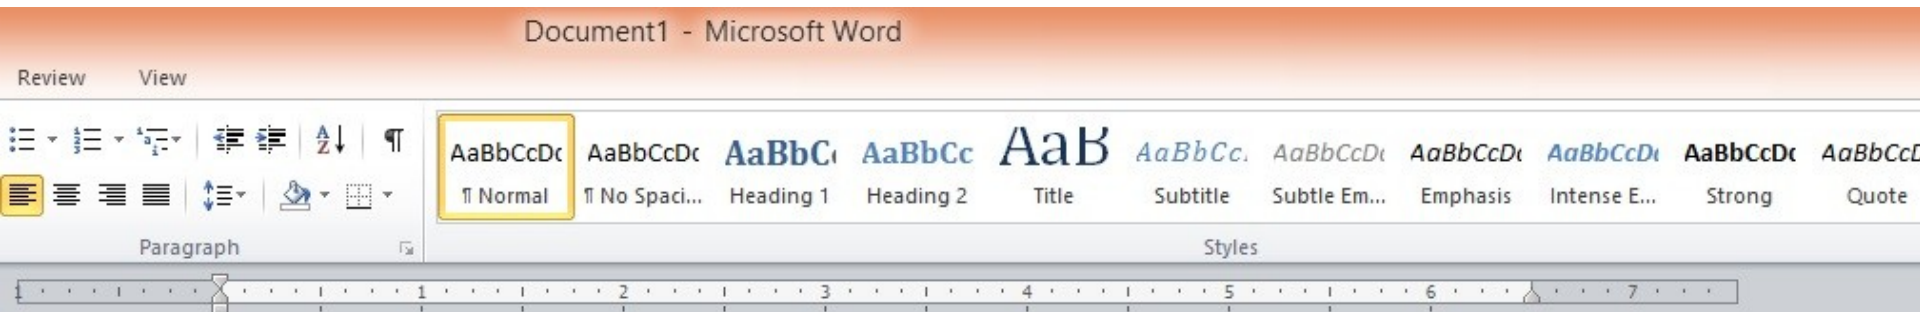 Document1 - Microsoft Word
Review View
AaBbCcDc AaBbCcDc AaBbC AaBbCc AaB AaBbCc. AaBbCcDc AaBbCcDc AaBbCcDc AaBbCcDc AaBbCcD
¶ Normal ¶ No Spaci... Heading 1 Heading 2 Title Subtitle Subtle Em... Emphasis Intense E... Strong Quote
Paragraph Styles
1 1 2 3 4 5 6 7